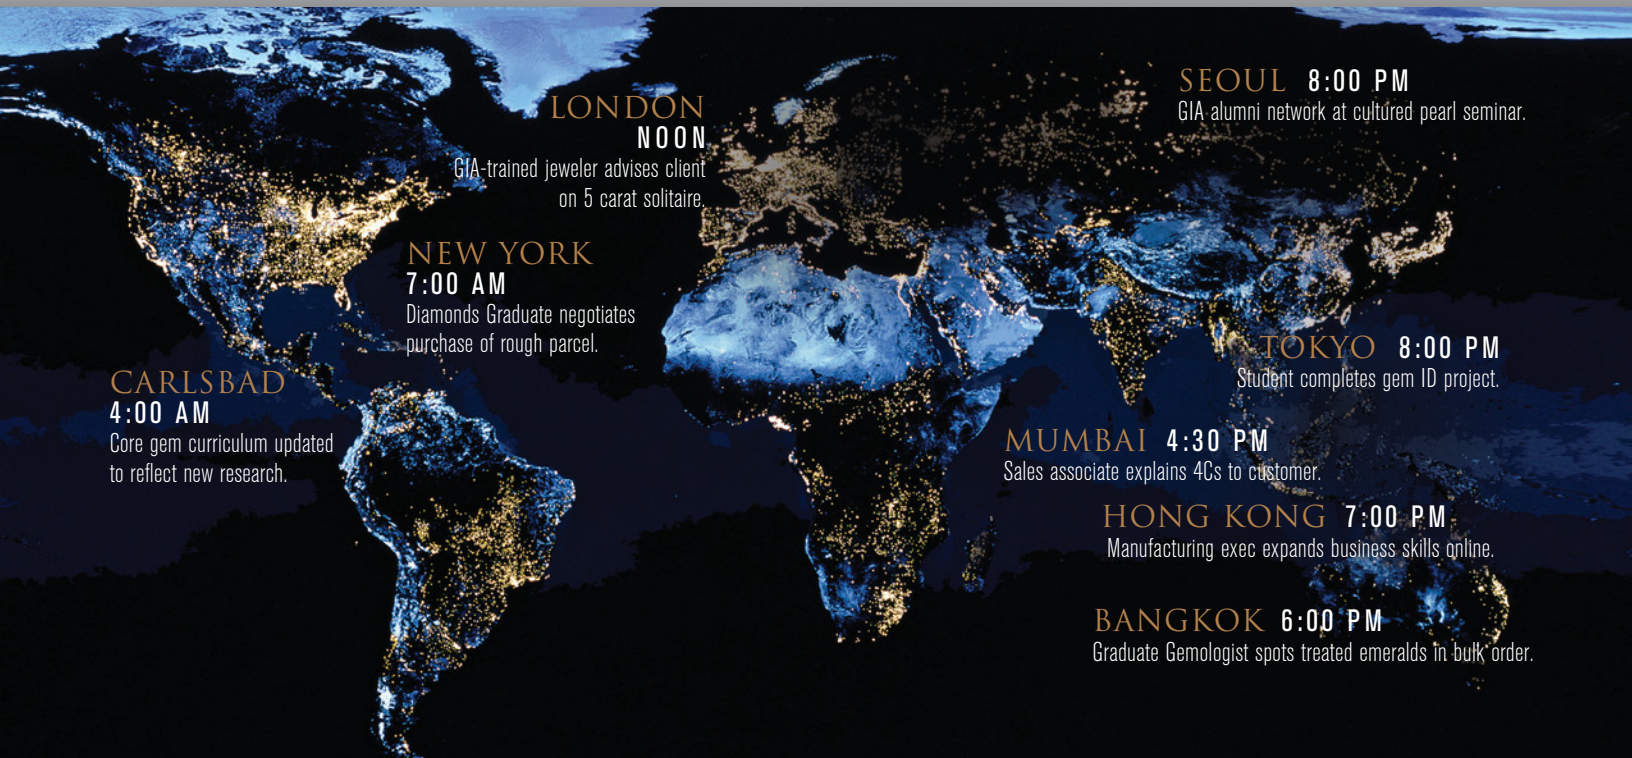 SEOUL 8:00 PM
GIA alumni network at cultured pearl seminar.
LONDON
NOON
GIA-trained jeweler advises client
on 5 carat solitaire.
NEW YORK
7:00 AM
Diamonds Graduate negotiates
purchase of rough parcel.
TOKYO 8:00 PM
Student completes gem ID project.
CARLSBAD
4:00 AM
Core gem curriculum updated
to reflect new research.
MUMBAI 4:30 PM
Sales associate explains 4Cs to customer.
HONG KONG 7:00 PM
Manufacturing exec expands business skills online.
BANGKOK 6:00 PM
Graduate Gemologist spots treated emeralds in bulk order.